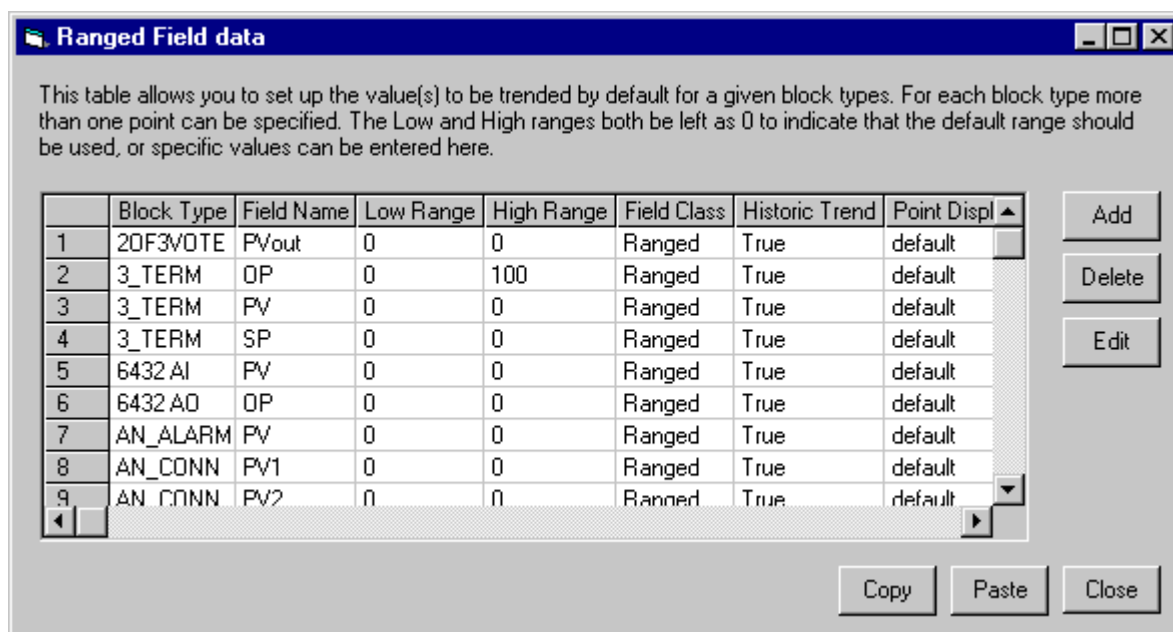 Ranged Field data
This table allows you to set up the value(s) to be trended by default for a given block types. For each block type more
than one point can be specified. The Low and High ranges both be left as 0 to indicate that the default range should
be used, or specific values can be entered here.
Block Type Field Name Low Range High Range Field Class Historic Trend Point Displ
1 2OF3VOTE PVout 0 0 Ranged True default
2 3_TERM OP 0 100 Ranged True default
3 3_TERM PV 0 0 Ranged True default
4 3_TERM SP 0 0 Ranged True default
5 6432 AI PV 0 0 Ranged True default
6 6432 AO OP 0 0 Ranged True default
7 AN_ALARM PV 0 0 Ranged True default
8 AN_CONN PV1 0 0 Ranged True default
9 AN_CONN PV2 0 0 Ranged True default
Add
Delete
Edit
Copy Paste Close